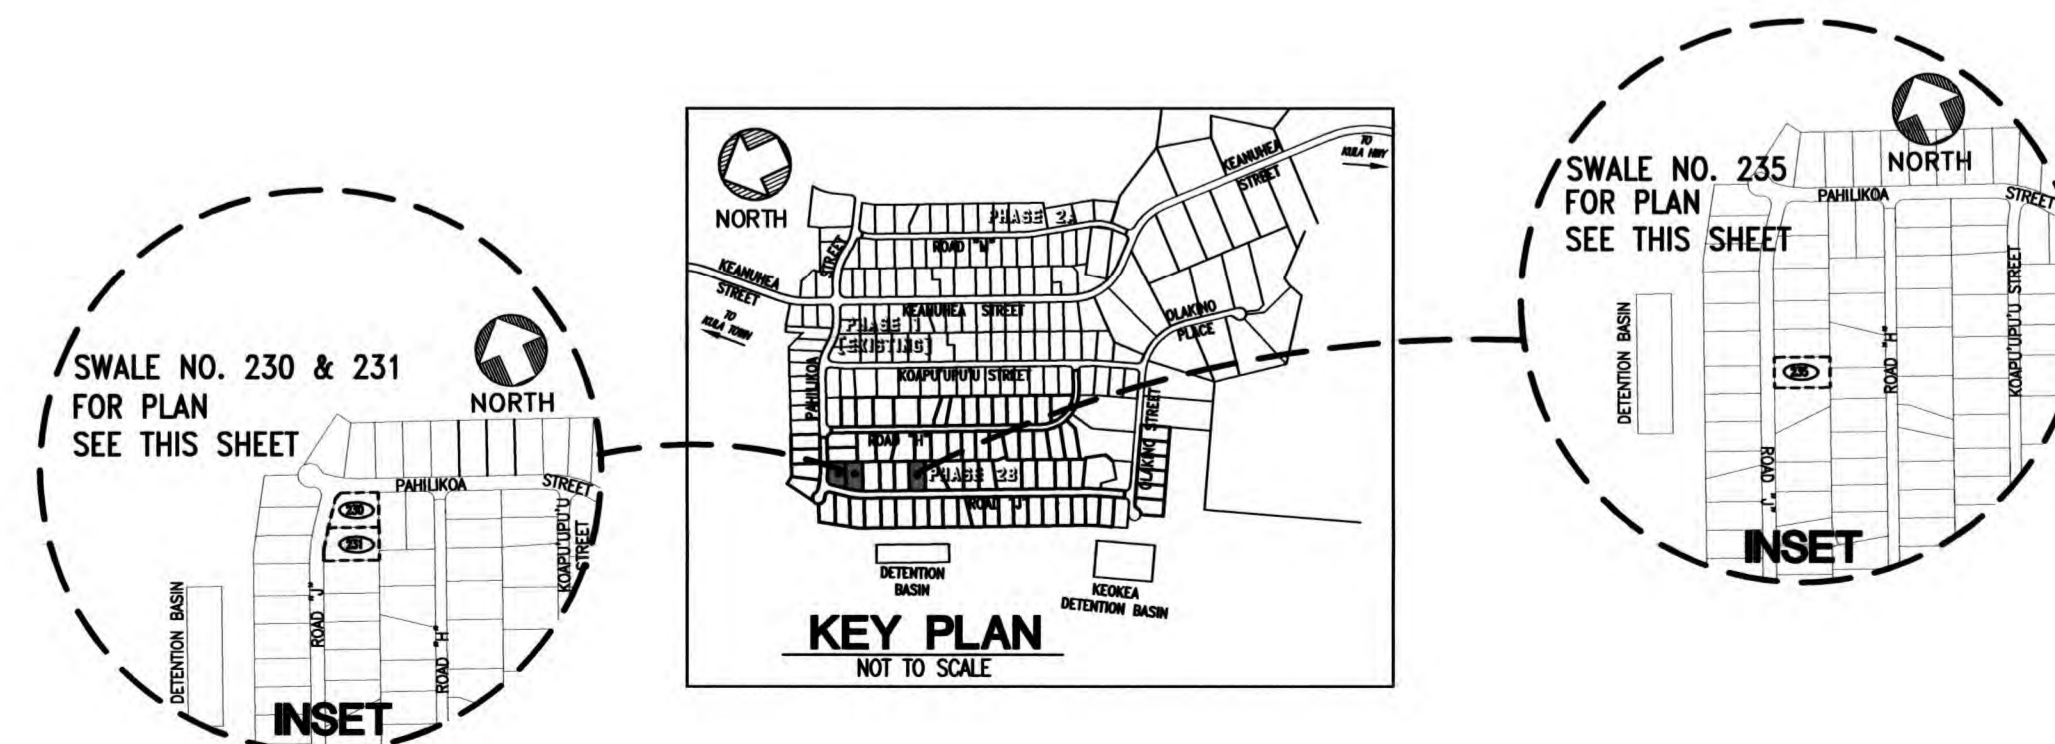 SWALE NO. 230 & 231
FOR PLAN
SEE THIS SHEET
NORTH
PAHILIKOA
STREET
230
231
KOAPU'UPU'U
STREET
DETENTION BASIN
ROAD "J"
ROAD "H"
INSET
NORTH
TO
KULA HWY
KEANUHEA
STREET
PHASE 2A
ROAD "M"
STREET
KEANUHEA
STREET
TO
KULA TOWN
KEANUHEA STREET
PHASE 1
[EXISTING]
OLAKINO
PLACE
KOAPU'UPU'U STREET
PAHILIKOA
OLAKINO STREET
ROAD "H"
PHASE 2B
ROAD "J"
DETENTION
BASIN
KEOKEA
DETENTION BASIN
KEY PLAN
NOT TO SCALE
SWALE NO. 235
FOR PLAN
SEE THIS SHEET
NORTH
PAHILIKOA
STREET
DETENTION BASIN
235
ROAD "H"
KOAPU'UPU'U STREET
ROAD "J"
INSET